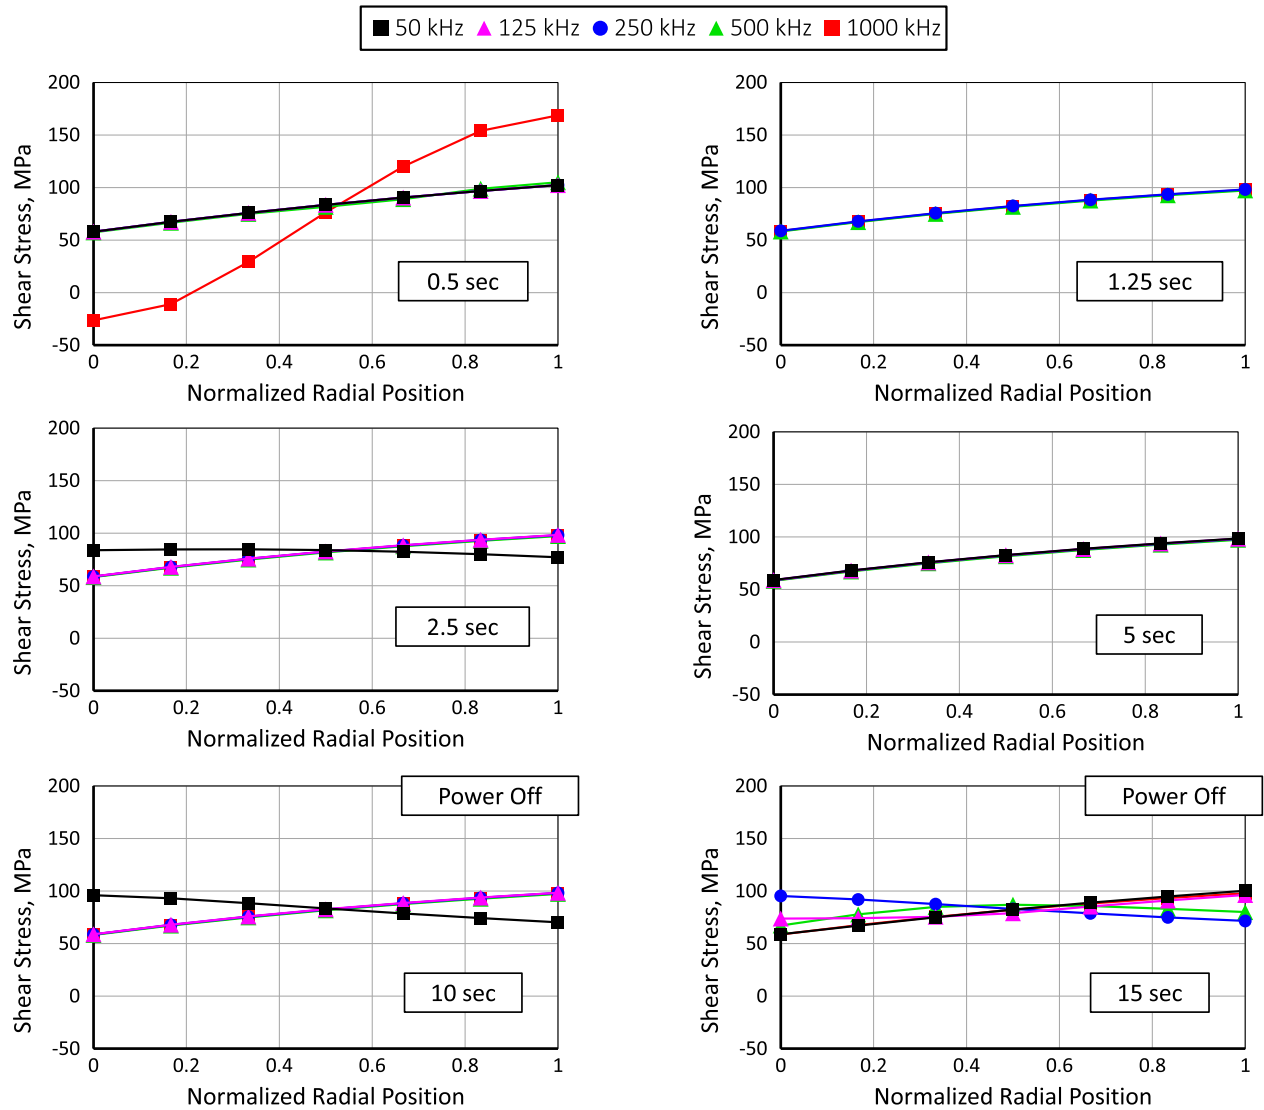 50 kHz 125 kHz 250 kHz 500 kHz 1000 kHz
200
150
100
50
0
-50
Shear Stress, MPa
0.5 sec
0 0.2 0.4 0.6 0.8 1
Normalized Radial Position
200
150
100
50
0
-50
Shear Stress, MPa
1.25 sec
0 0.2 0.4 0.6 0.8 1
Normalized Radial Position
200
150
100
50
0
-50
Shear Stress, MPa
2.5 sec
0 0.2 0.4 0.6 0.8 1
Normalized Radial Position
200
150
100
50
0
-50
Shear Stress, MPa
5 sec
0 0.2 0.4 0.6 0.8 1
Normalized Radial Position
Power Off
200
150
100
50
0
-50
Shear Stress, MPa
10 sec
0 0.2 0.4 0.6 0.8 1
Normalized Radial Position
Power Off
200
150
100
50
0
-50
Shear Stress, MPa
15 sec
0 0.2 0.4 0.6 0.8 1
Normalized Radial Position